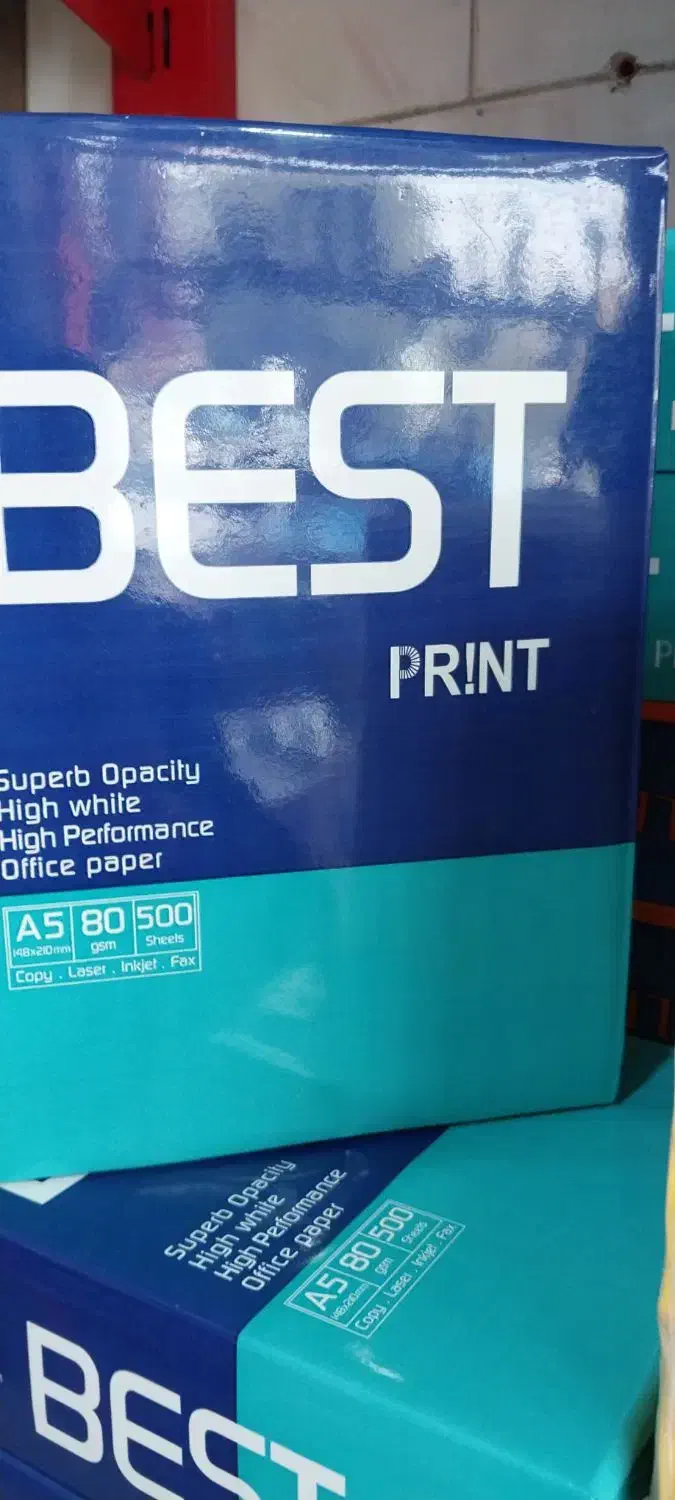 BEST
PR!NT
Superb Opacity
High white
High Performance
Office paper
A5 80 500
148x210mm gsm Sheets
Copy . Laser . Inkjet . Fax
Superb Opacity
High white
High Performance
Office paper
A5 80 500
148x210mm gsm Sheets
Copy . Laser . Inkjet . Fax
BEST